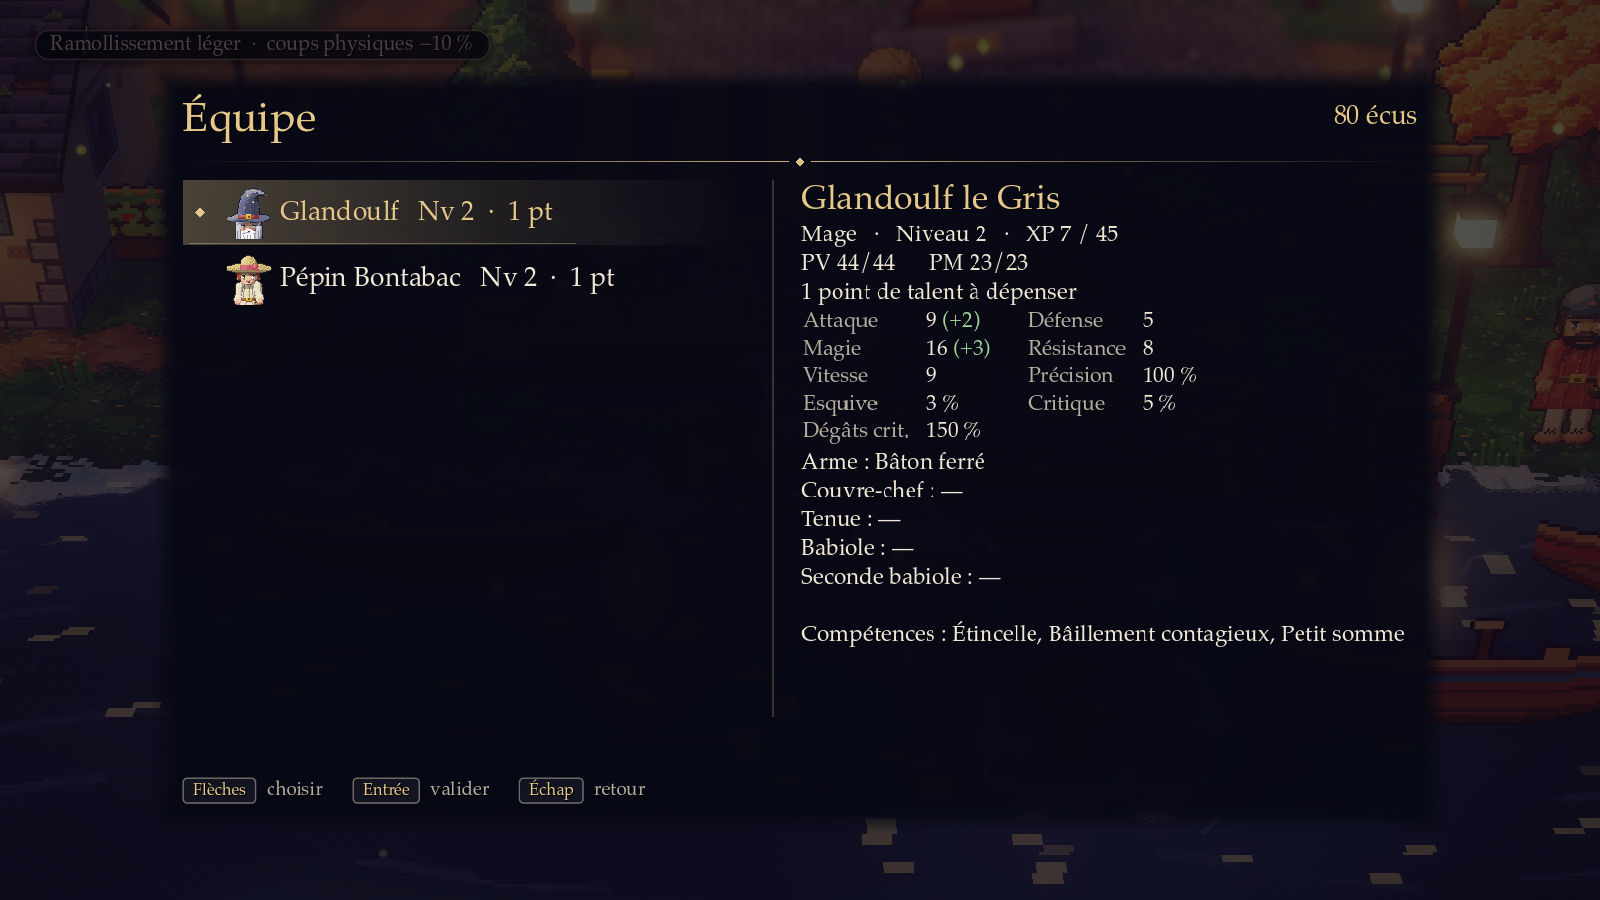 Ramollissement léger · coups physiques −10 %
Équipe
80 écus
Glandoulf Nv 2 · 1 pt
Pépin Bontabac Nv 2 · 1 pt
Glandoulf le Gris
Mage · Niveau 2 · XP 7 / 45
PV 44/44 PM 23/23
1 point de talent à dépenser
Attaque 9 (+2) Défense 5
Magie 16 (+3) Résistance 8
Vitesse 9 Précision 100 %
Esquive 3 % Critique 5 %
Dégâts crit. 150 %
Arme : Bâton ferré
Couvre-chef : —
Tenue : —
Babiole : —
Seconde babiole : —
Compétences : Étincelle, Bâillement contagieux, Petit somme
Flèches choisir Entrée valider Échap retour